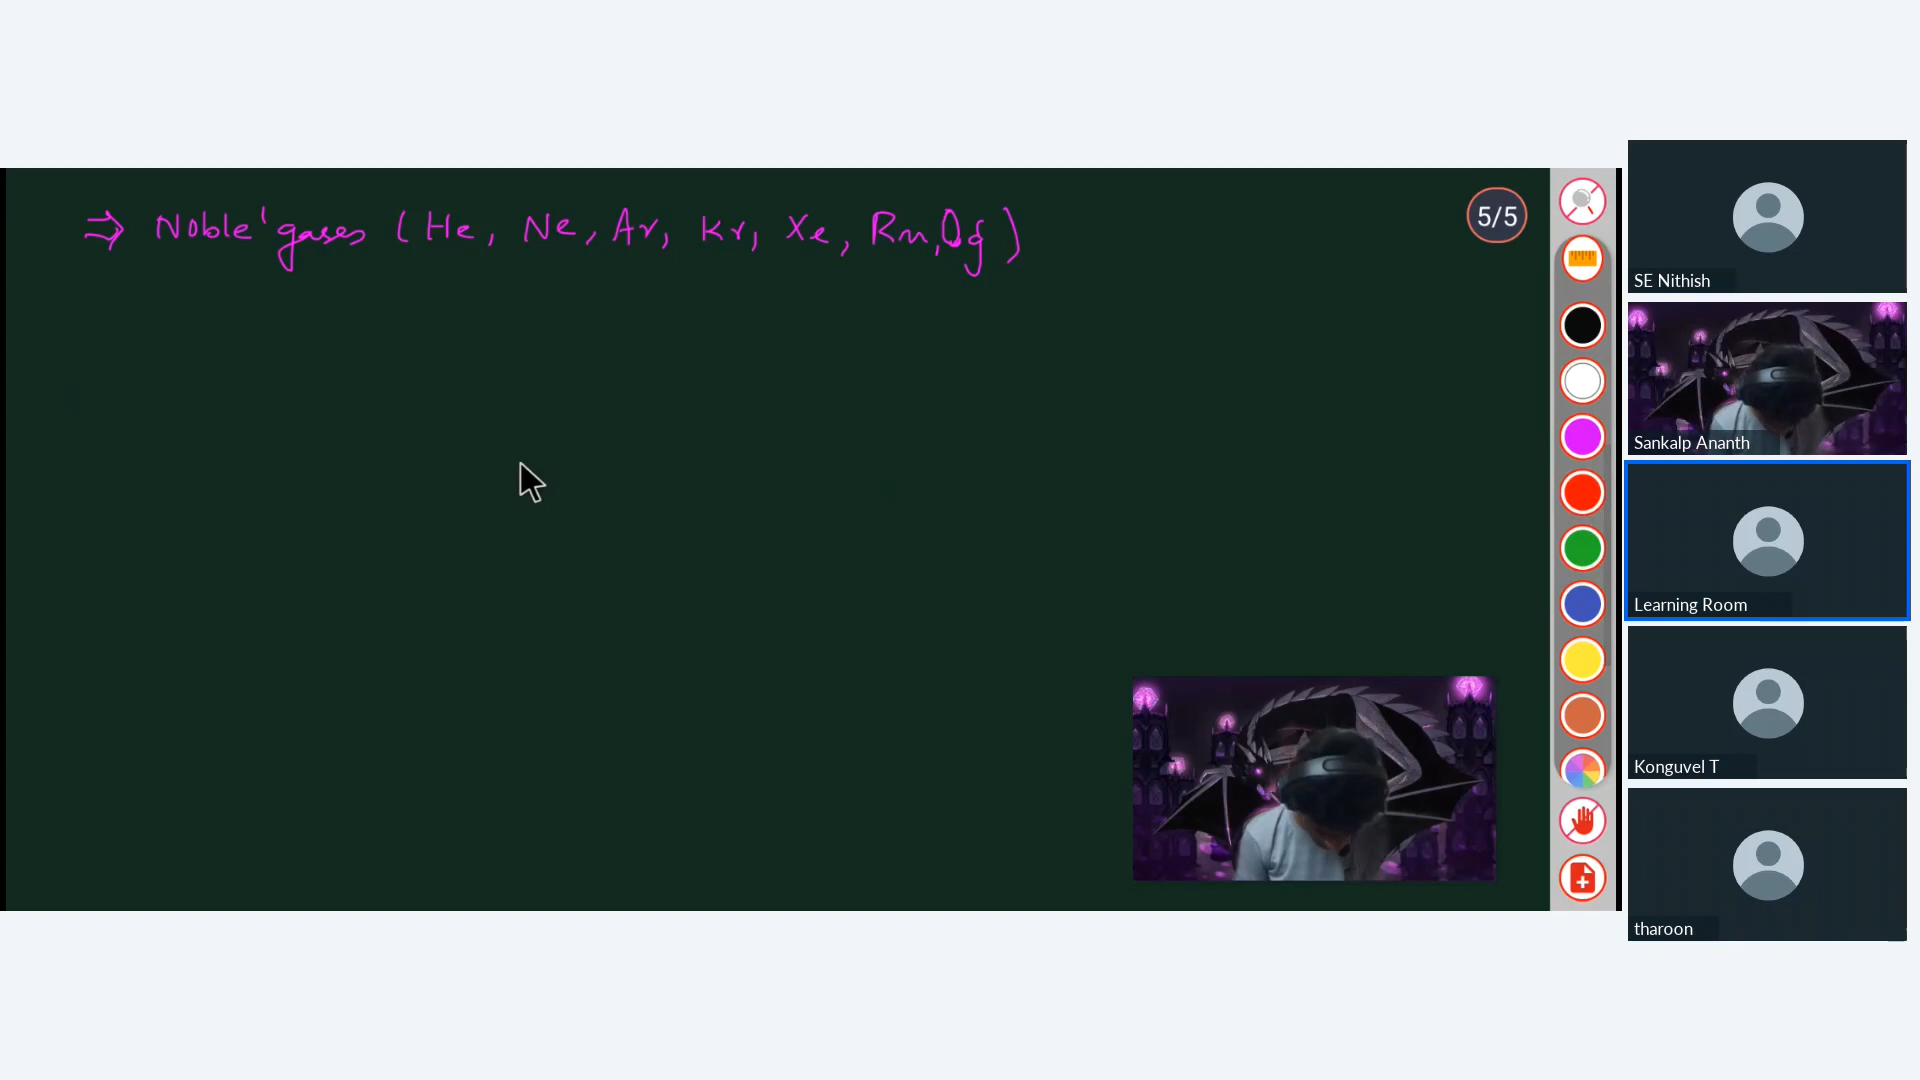 ⇒ Noble' gases (He, Ne, Ar, Kr, Xe, Rn, Og)
5/5
SE Nithish
Sankalp Ananth
Learning Room
Konguvel T
tharoon